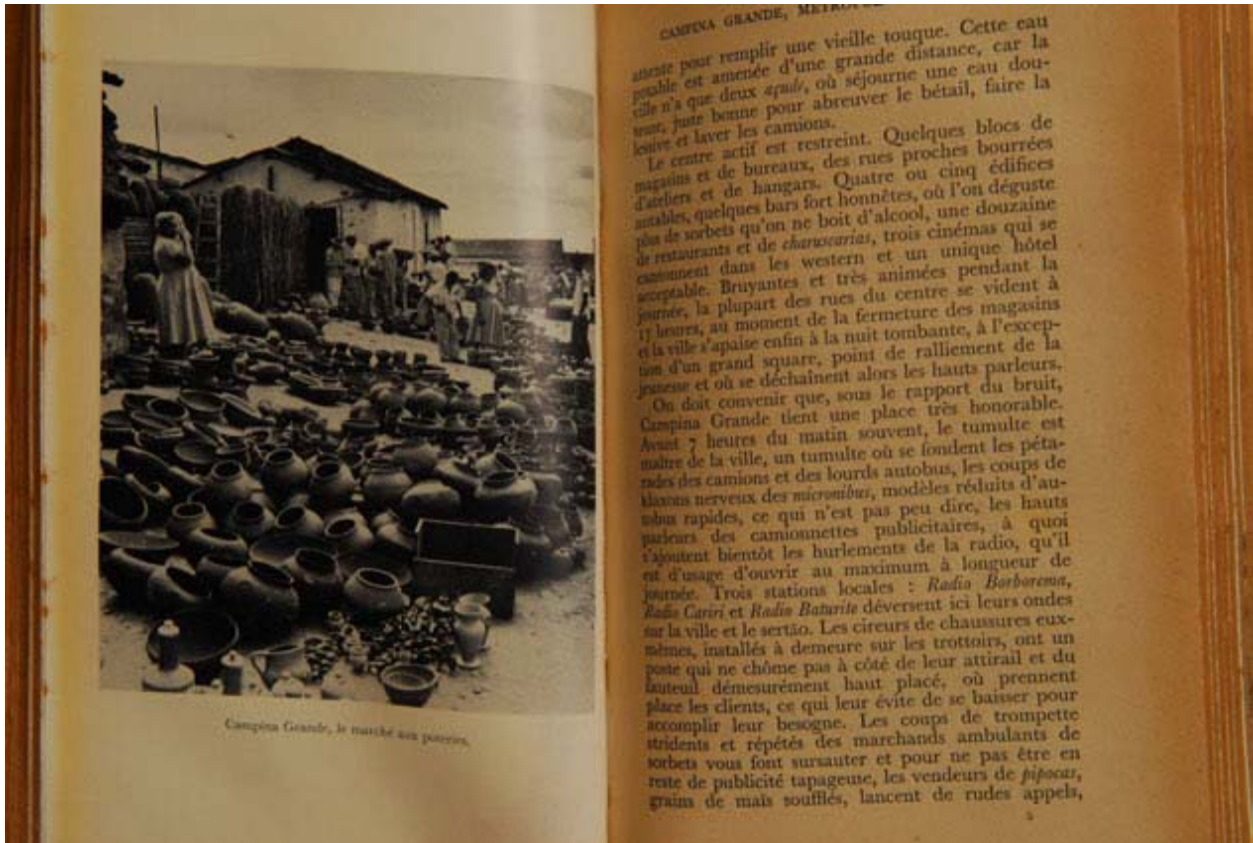 Campina Grande, le marché aux poteries.
CAMPINA GRANDE,
attente pour remplir une vieille touque. Cette eau
potable est amenée d'une grande distance, car la
ville n'a que deux açude, où séjourne une eau dou-
teuse, juste bonne pour abreuver le bétail, faire la
lessive et laver les camions.
Le centre actif est restreint. Quelques blocs de
magasins et de bureaux, des rues proches bourrées
d'ateliers et de hangars. Quatre ou cinq édifices
notables, quelques bars fort honnêtes, où l'on déguste
plus de sorbets qu'on ne boit d'alcool, une douzaine
de restaurants et de charuscarias, trois cinémas qui se
cantonnent dans les western et un unique hôtel
acceptable. Bruyantes et très animées pendant la
journée, la plupart des rues du centre se vident à
17 heures, au moment de la fermeture des magasins
et la ville s'apaise enfin à la nuit tombante, à l'excep-
tion d'un grand square, point de ralliement de la
jeunesse et où se déchaînent alors les hauts parleurs.
On doit convenir que, sous le rapport du bruit,
Campina Grande tient une place très honorable.
Avant 7 heures du matin souvent, le tumulte est
maître de la ville, un tumulte où se fondent les péta-
rades des camions et des lourds autobus, les coups de
klaxons nerveux des micronibus, modèles réduits d'au-
tobus rapides, ce qui n'est pas peu dire, les hauts
parleurs des camionnettes publicitaires, à quoi
s'ajoutent bientôt les hurlements de la radio, qu'il
est d'usage d'ouvrir au maximum à longueur de
journée. Trois stations locales : Radio Borborema,
Radio Cariri et Radio Baturite déversent ici leurs ondes
sur la ville et le sertão. Les cireurs de chaussures eux-
mêmes, installés à demeure sur les trottoirs, ont un
poste qui ne chôme pas à côté de leur attirail et du
fauteuil démesurément haut placé, où prennent
place les clients, ce qui leur évite de se baisser pour
accomplir leur besogne. Les coups de trompette
stridents et répétés des marchands ambulants de
sorbets vous font sursauter et pour ne pas être en
reste de publicité tapageuse, les vendeurs de pipocas,
grains de maïs soufflés, lancent de rudes appels,